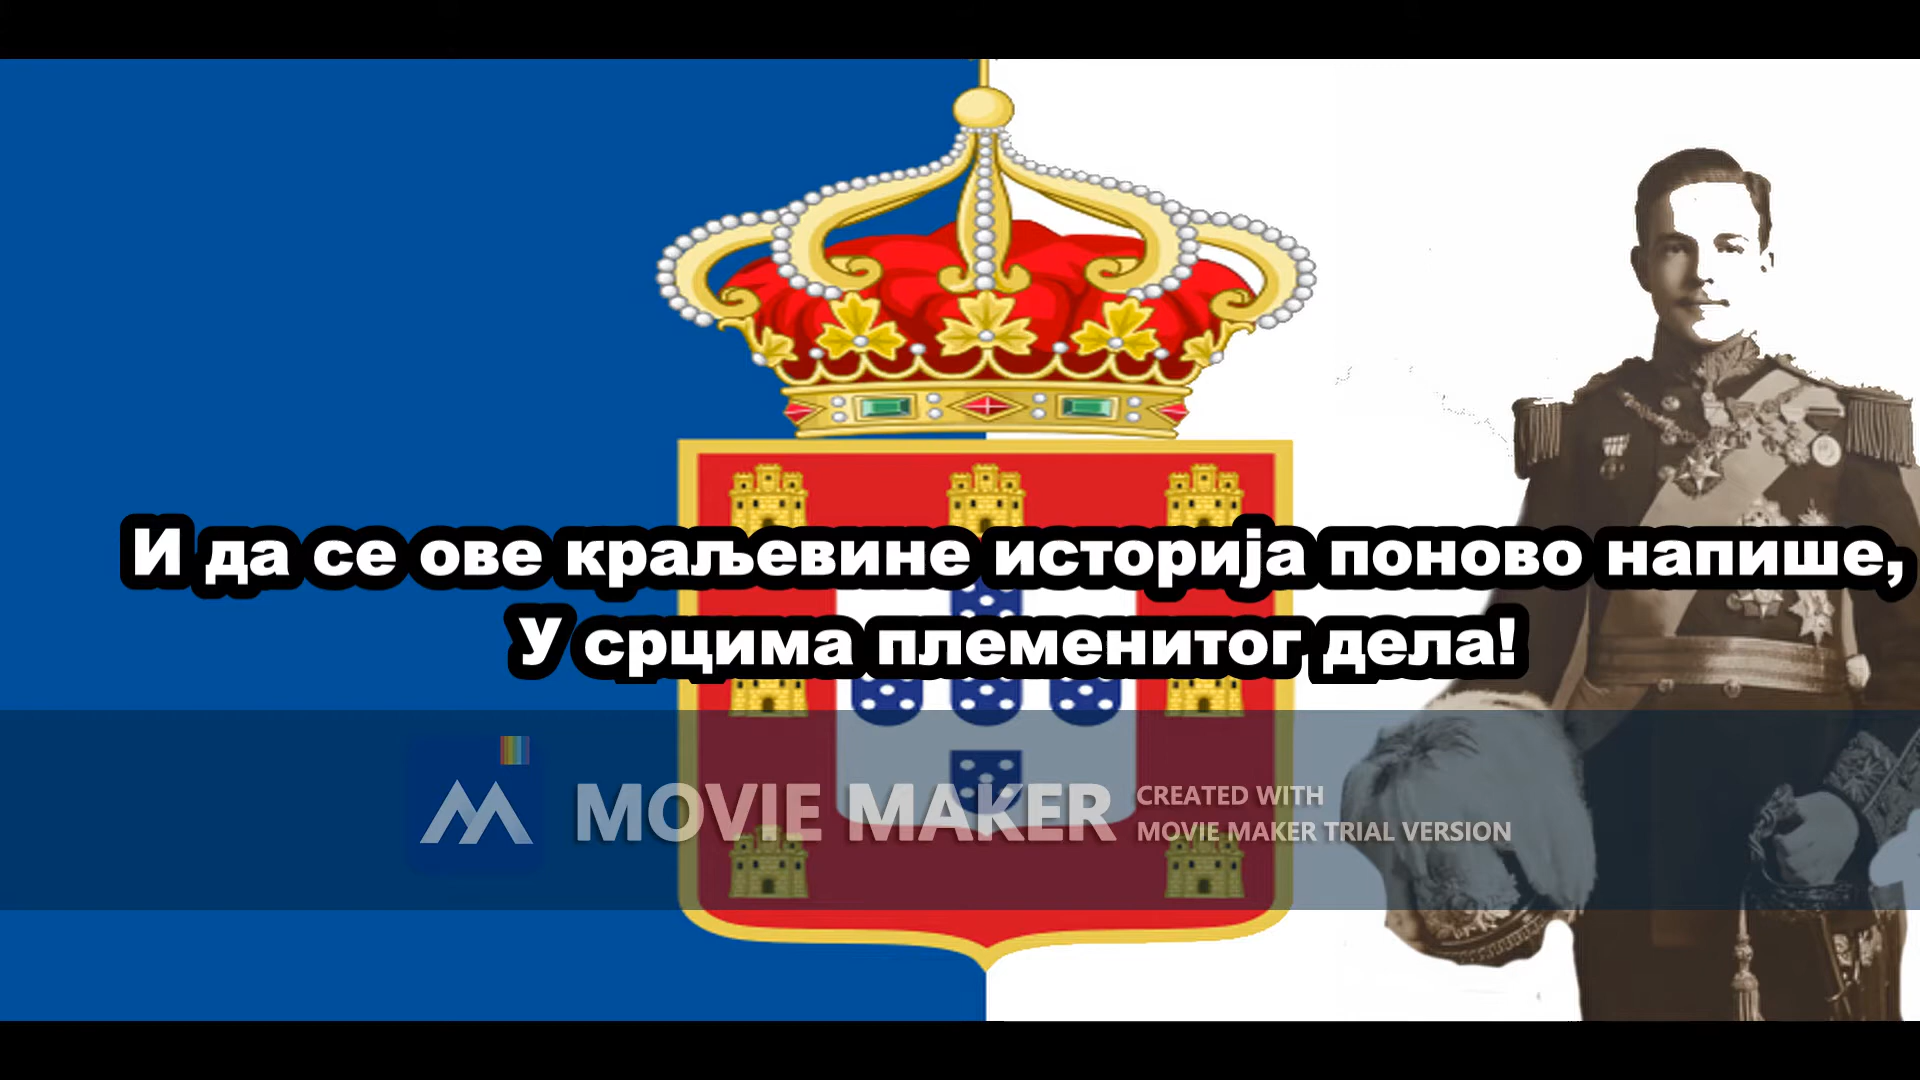 И да се ове краљевине историја поново напише,
У срцима племенитог дела!
MOVIE MAKER
CREATED WITH
MOVIE MAKER TRIAL VERSION